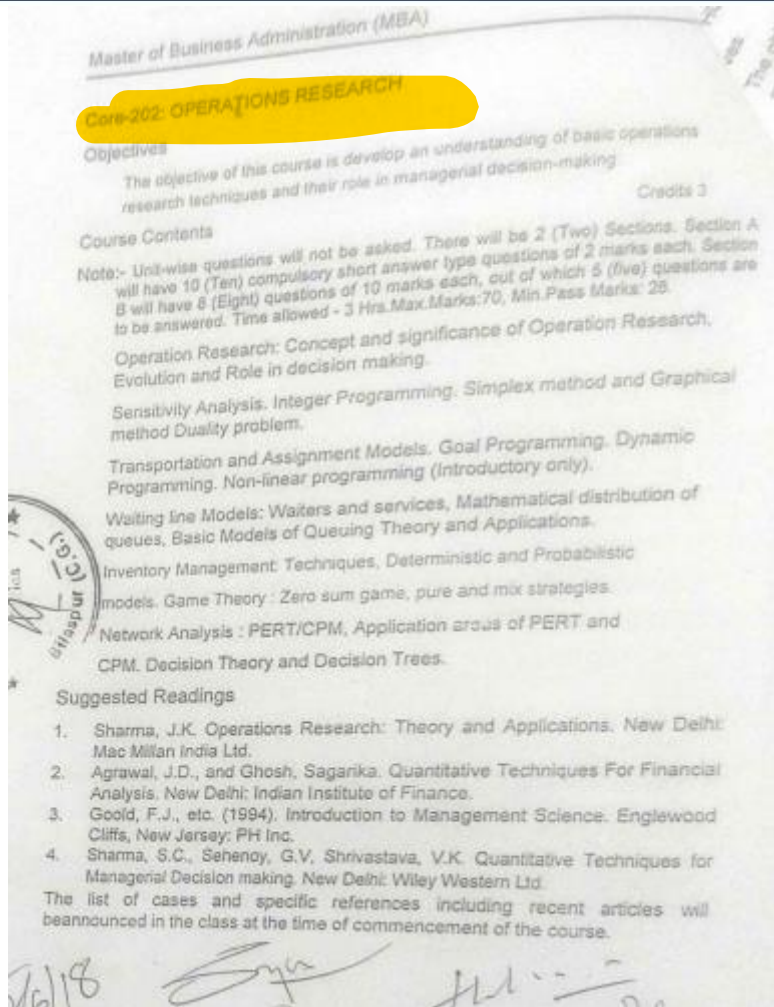 Master of Business Administration (MBA)
Core-202: OPERATIONS RESEARCH
Objectives
The objective of this course is develop an understanding of basic operations
research techniques and their role in managerial decision-making.
Credits 3
Course Contents
Note:- Unit-wise questions will not be asked. There will be 2 (Two) Sections. Section A
will have 10 (Ten) compulsory short answer type questions of 2 marks each. Section
B will have 8 (Eight) questions of 10 marks each, out of which 5 (five) questions are
to be answered. Time allowed - 3 Hrs.Max.Marks:70, Min.Pass Marks: 28.
Operation Research: Concept and significance of Operation Research,
Evolution and Role in decision making.
Sensitivity Analysis. Integer Programming. Simplex method and Graphical
method Duality problem.
Transportation and Assignment Models. Goal Programming. Dynamic
Programming. Non-linear programming (Introductory only).
Waiting line Models: Waiters and services, Mathematical distribution of
queues, Basic Models of Queuing Theory and Applications.
Inventory Management: Techniques, Deterministic and Probabilistic
models. Game Theory : Zero sum game, pure and mix strategies.
Network Analysis : PERT/CPM, Application areas of PERT and
CPM. Decision Theory and Decision Trees.
(C.G.)
Suggested Readings
1. Sharma, J.K. Operations Research: Theory and Applications. New Delhi:
Mac Millan India Ltd.
2. Agrawal, J.D., and Ghosh, Sagarika. Quantitative Techniques For Financial
Analysis. New Delhi: Indian Institute of Finance.
3. Goold, F.J., etc. (1994). Introduction to Management Science. Englewood
Cliffs, New Jersey: PH Inc.
4. Sharma, S.C., Sehenoy, G.V, Shrivastava, V.K. Quantitative Techniques for
Managerial Decision making. New Delhi: Wiley Western Ltd.
The list of cases and specific references including recent articles will
beannounced in the class at the time of commencement of the course.
6/18